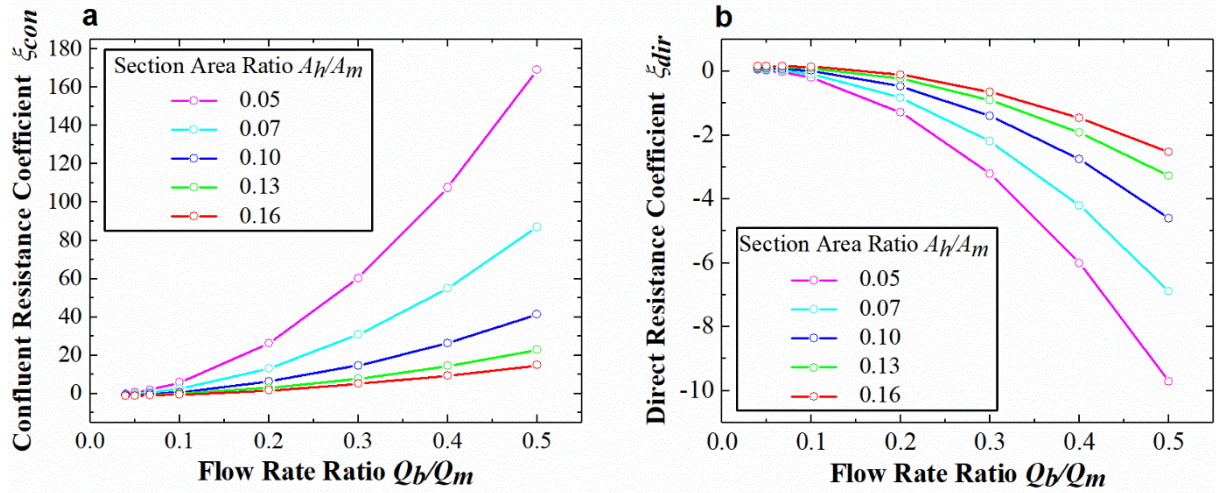 a
Confluent Resistance Coefficient ξcon
180
160
140
120
100
80
60
40
20
0
Section Area Ratio Ah/Am
0.05
0.07
0.10
0.13
0.16
0.0 0.1 0.2 0.3 0.4 0.5
Flow Rate Ratio Qb/Qm
b
Direct Resistance Coefficient ξdir
0
-2
-4
-6
-8
-10
Section Area Ratio Ah/Am
0.05
0.07
0.10
0.13
0.16
0.0 0.1 0.2 0.3 0.4 0.5
Flow Rate Ratio Qb/Qm